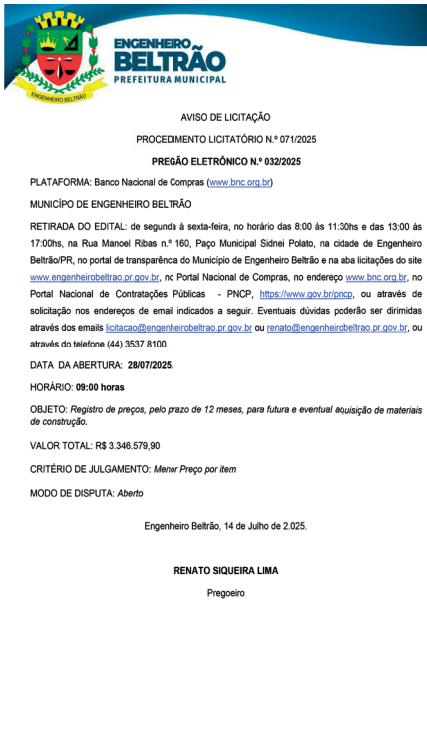 ENGENHEIRO
BELTRÃO
PREFEITURA MUNICIPAL
ENGENHEIRO BELTRÃO
AVISO DE LICITAÇÃO
PROCEDIMENTO LICITATÓRIO N.º 071/2025
PREGÃO ELETRÔNICO N.º 032/2025
PLATAFORMA: Banco Nacional de Compras (www.bnc.org.br)
MUNICÍPO DE ENGENHEIRO BELTRÃO
RETIRADA DO EDITAL: de segunda à sexta-feira, no horário das 8:00 às 11:30hs e das 13:00 às
17:00hs, na Rua Manoel Ribas n.º 160, Paço Municipal Sidnei Polato, na cidade de Engenheiro
Beltrão/PR, no portal de transparência do Município de Engenheiro Beltrão e na aba licitações do site
www.engenheirobeltrao.pr.gov.br, no Portal Nacional de Compras, no endereço www.bnc.org.br, no
Portal Nacional de Contratações Públicas - PNCP, https://www.gov.br/pncp, ou através de
solicitação nos endereços de email indicados a seguir. Eventuais dúvidas poderão ser dirimidas
através dos emails licitacao@engenheirobeltrao.pr.gov.br ou renato@engenheirobeltrao.pr.gov.br, ou
através do telefone (44) 3537 8100.
DATA DA ABERTURA: 28/07/2025.
HORÁRIO: 09:00 horas
OBJETO: Registro de preços, pelo prazo de 12 meses, para futura e eventual aquisição de materiais
de construção.
VALOR TOTAL: R$ 3.346.579,90
CRITÉRIO DE JULGAMENTO: Menor Preço por item
MODO DE DISPUTA: Aberto
Engenheiro Beltrão, 14 de Julho de 2.025.
RENATO SIQUEIRA LIMA
Pregoeiro